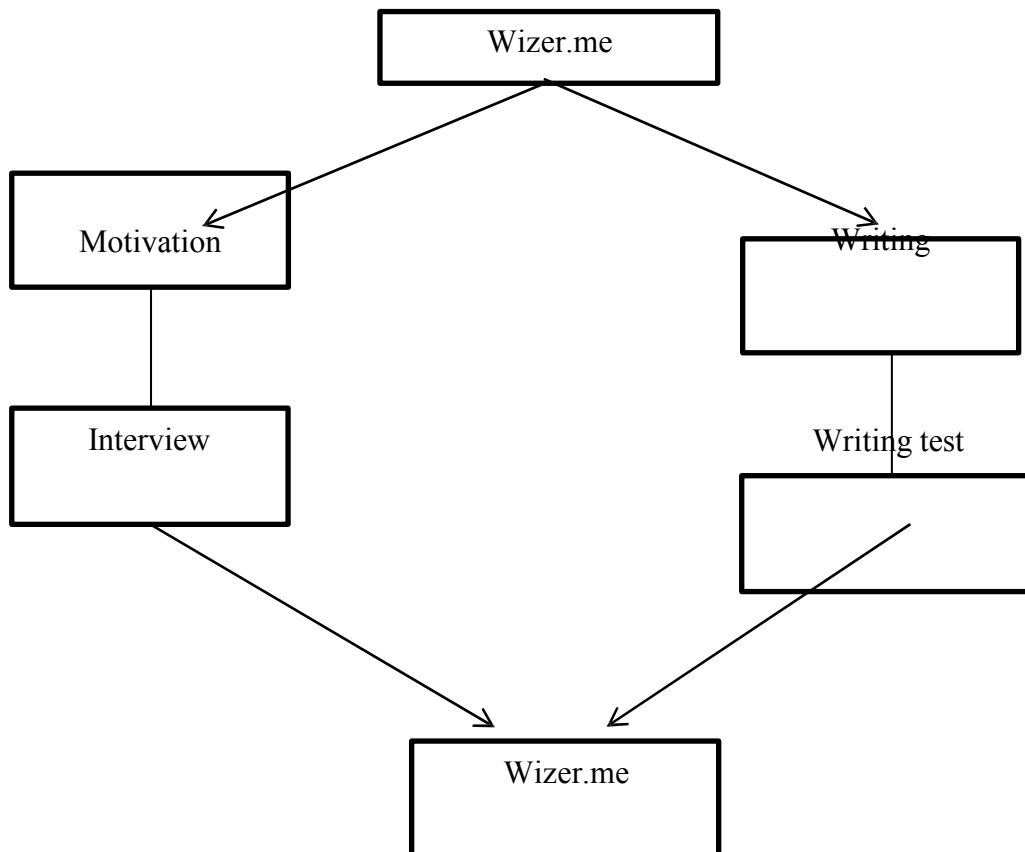 Wizer.me
Motivation
Writing
Interview
Writing test
Wizer.me